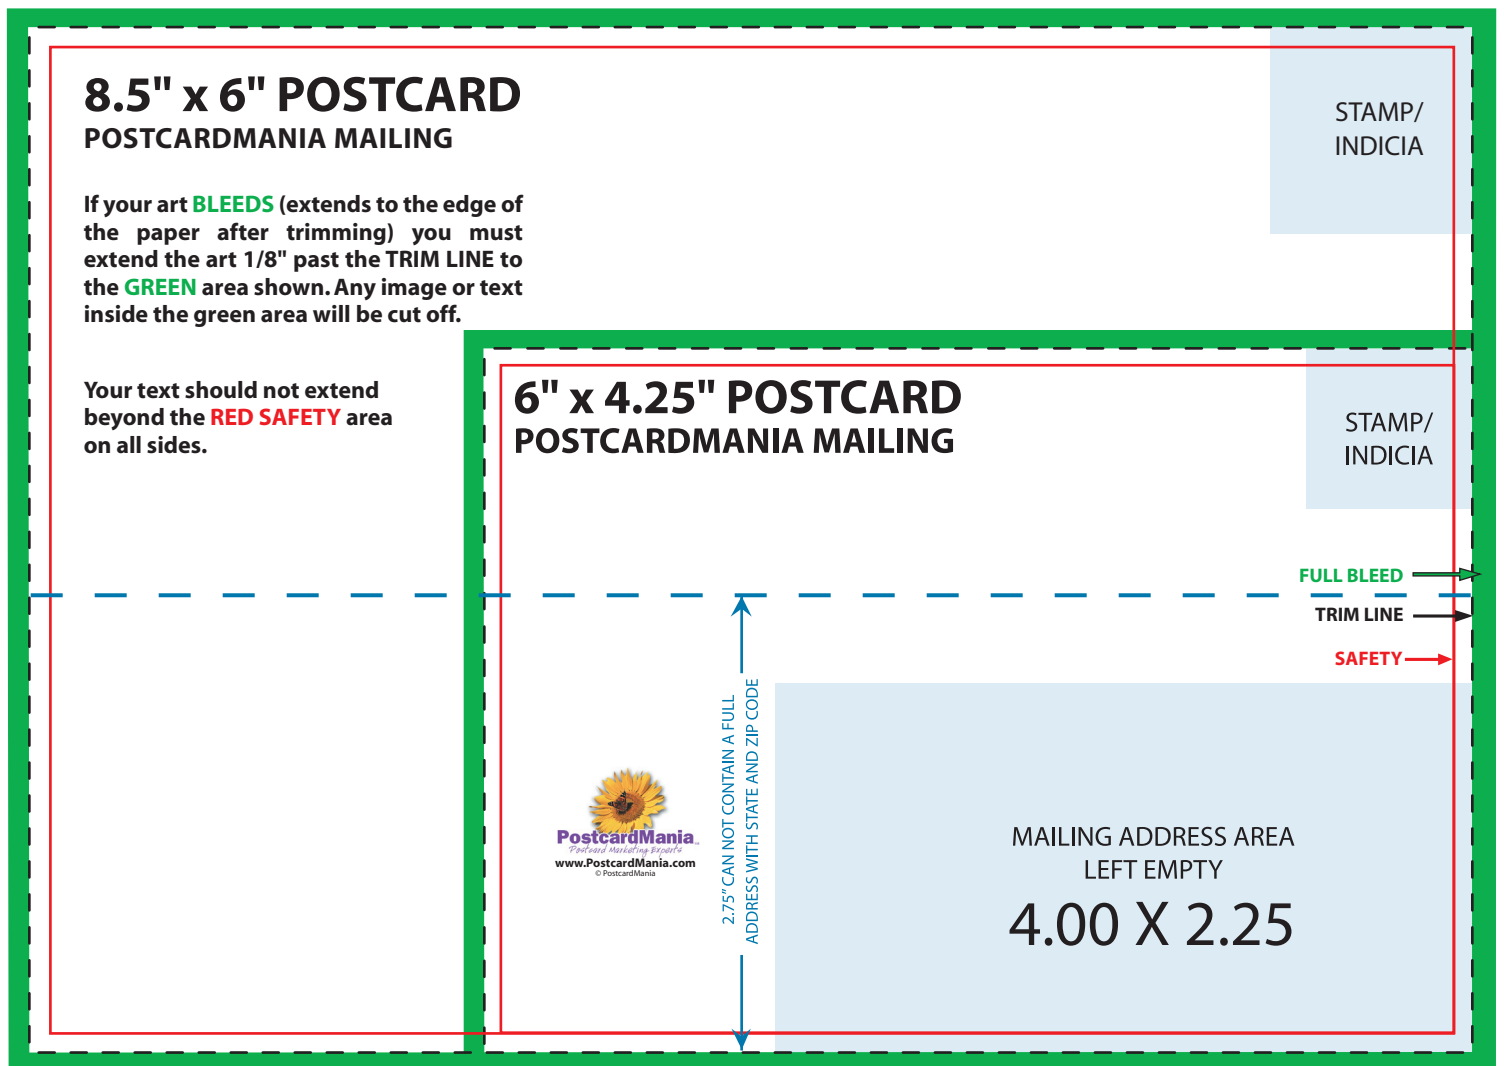 8.5" x 6" POSTCARD
POSTCARDMANIA MAILING
STAMP/
INDICIA
If your art BLEEDS (extends to the edge of
the paper after trimming) you must
extend the art 1/8" past the TRIM LINE to
the GREEN area shown. Any image or text
inside the green area will be cut off.
Your text should not extend
beyond the RED SAFETY area
on all sides.
6" x 4.25" POSTCARD
POSTCARDMANIA MAILING
STAMP/
INDICIA
FULL BLEED
TRIM LINE
SAFETY
2.75" CAN NOT CONTAIN A FULL
ADDRESS WITH STATE AND ZIP CODE
PostcardMania™
Postcard Marketing Experts
www.PostcardMania.com
© PostcardMania
MAILING ADDRESS AREA
LEFT EMPTY
4.00 X 2.25